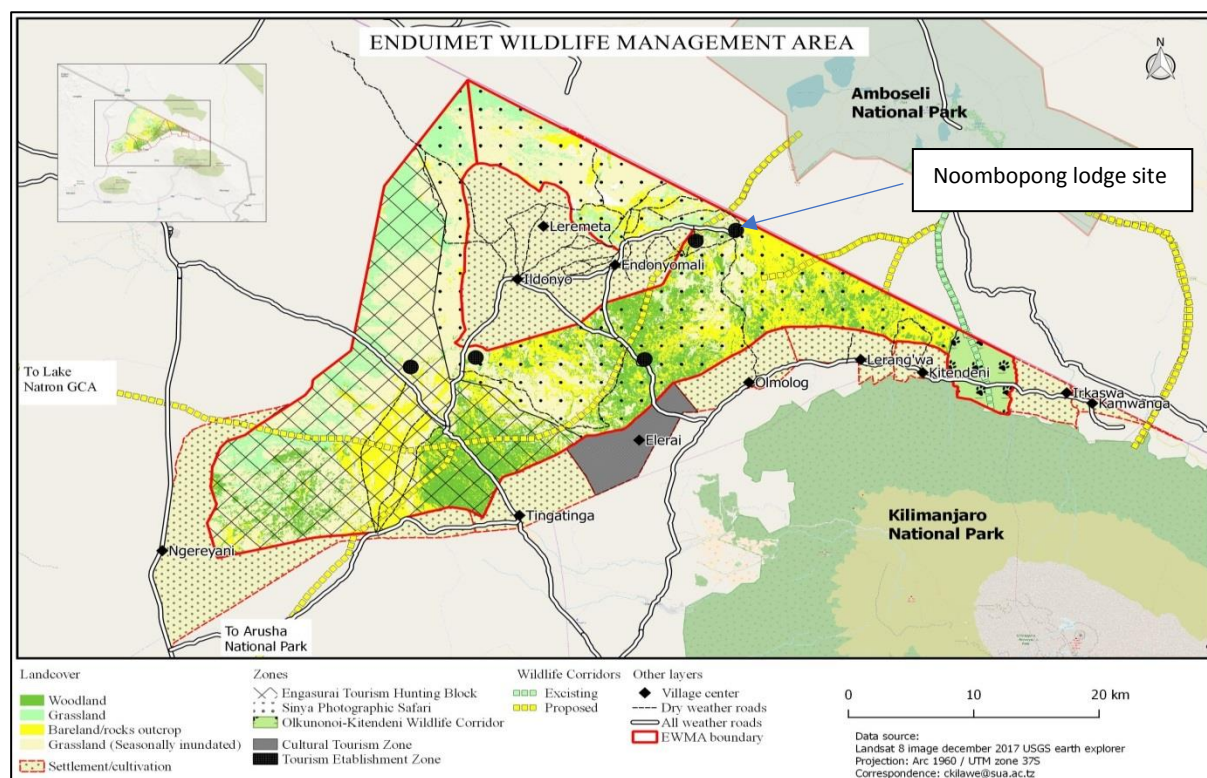 ENDUIMET WILDLIFE MANAGEMENT AREA
N
Amboseli
National Park
Noombopong lodge site
Leremeta
Endonyomali
Ildonyo
To Lake
Natron GCA
Lerang'wa
Kitendeni
Olmolog
Irkaswa
Kamwanga
Elerai
Tingatinga
Kilimanjaro
National Park
Ngereyani
To Arusha
National Park
Landcover
Woodland
Grassland
Bareland/rocks outcrop
Grassland (Seasonally inundated)
Settlement/cultivation
Zones
Engasurai Tourism Hunting Block
Sinya Photographic Safari
Olkunonoi-Kitendeni Wildlife Corridor
Cultural Tourism Zone
Tourism Etablishment Zone
Wildlife Corridors
Excisting
Proposed
Other layers
Village center
Dry weather roads
All weather roads
EWMA boundary
0 10 20 km
Data source:
Landsat 8 image december 2017 USGS earth explorer
Projection: Arc 1960 / UTM zone 37S
Correspondence: ckilawe@sua.ac.tz